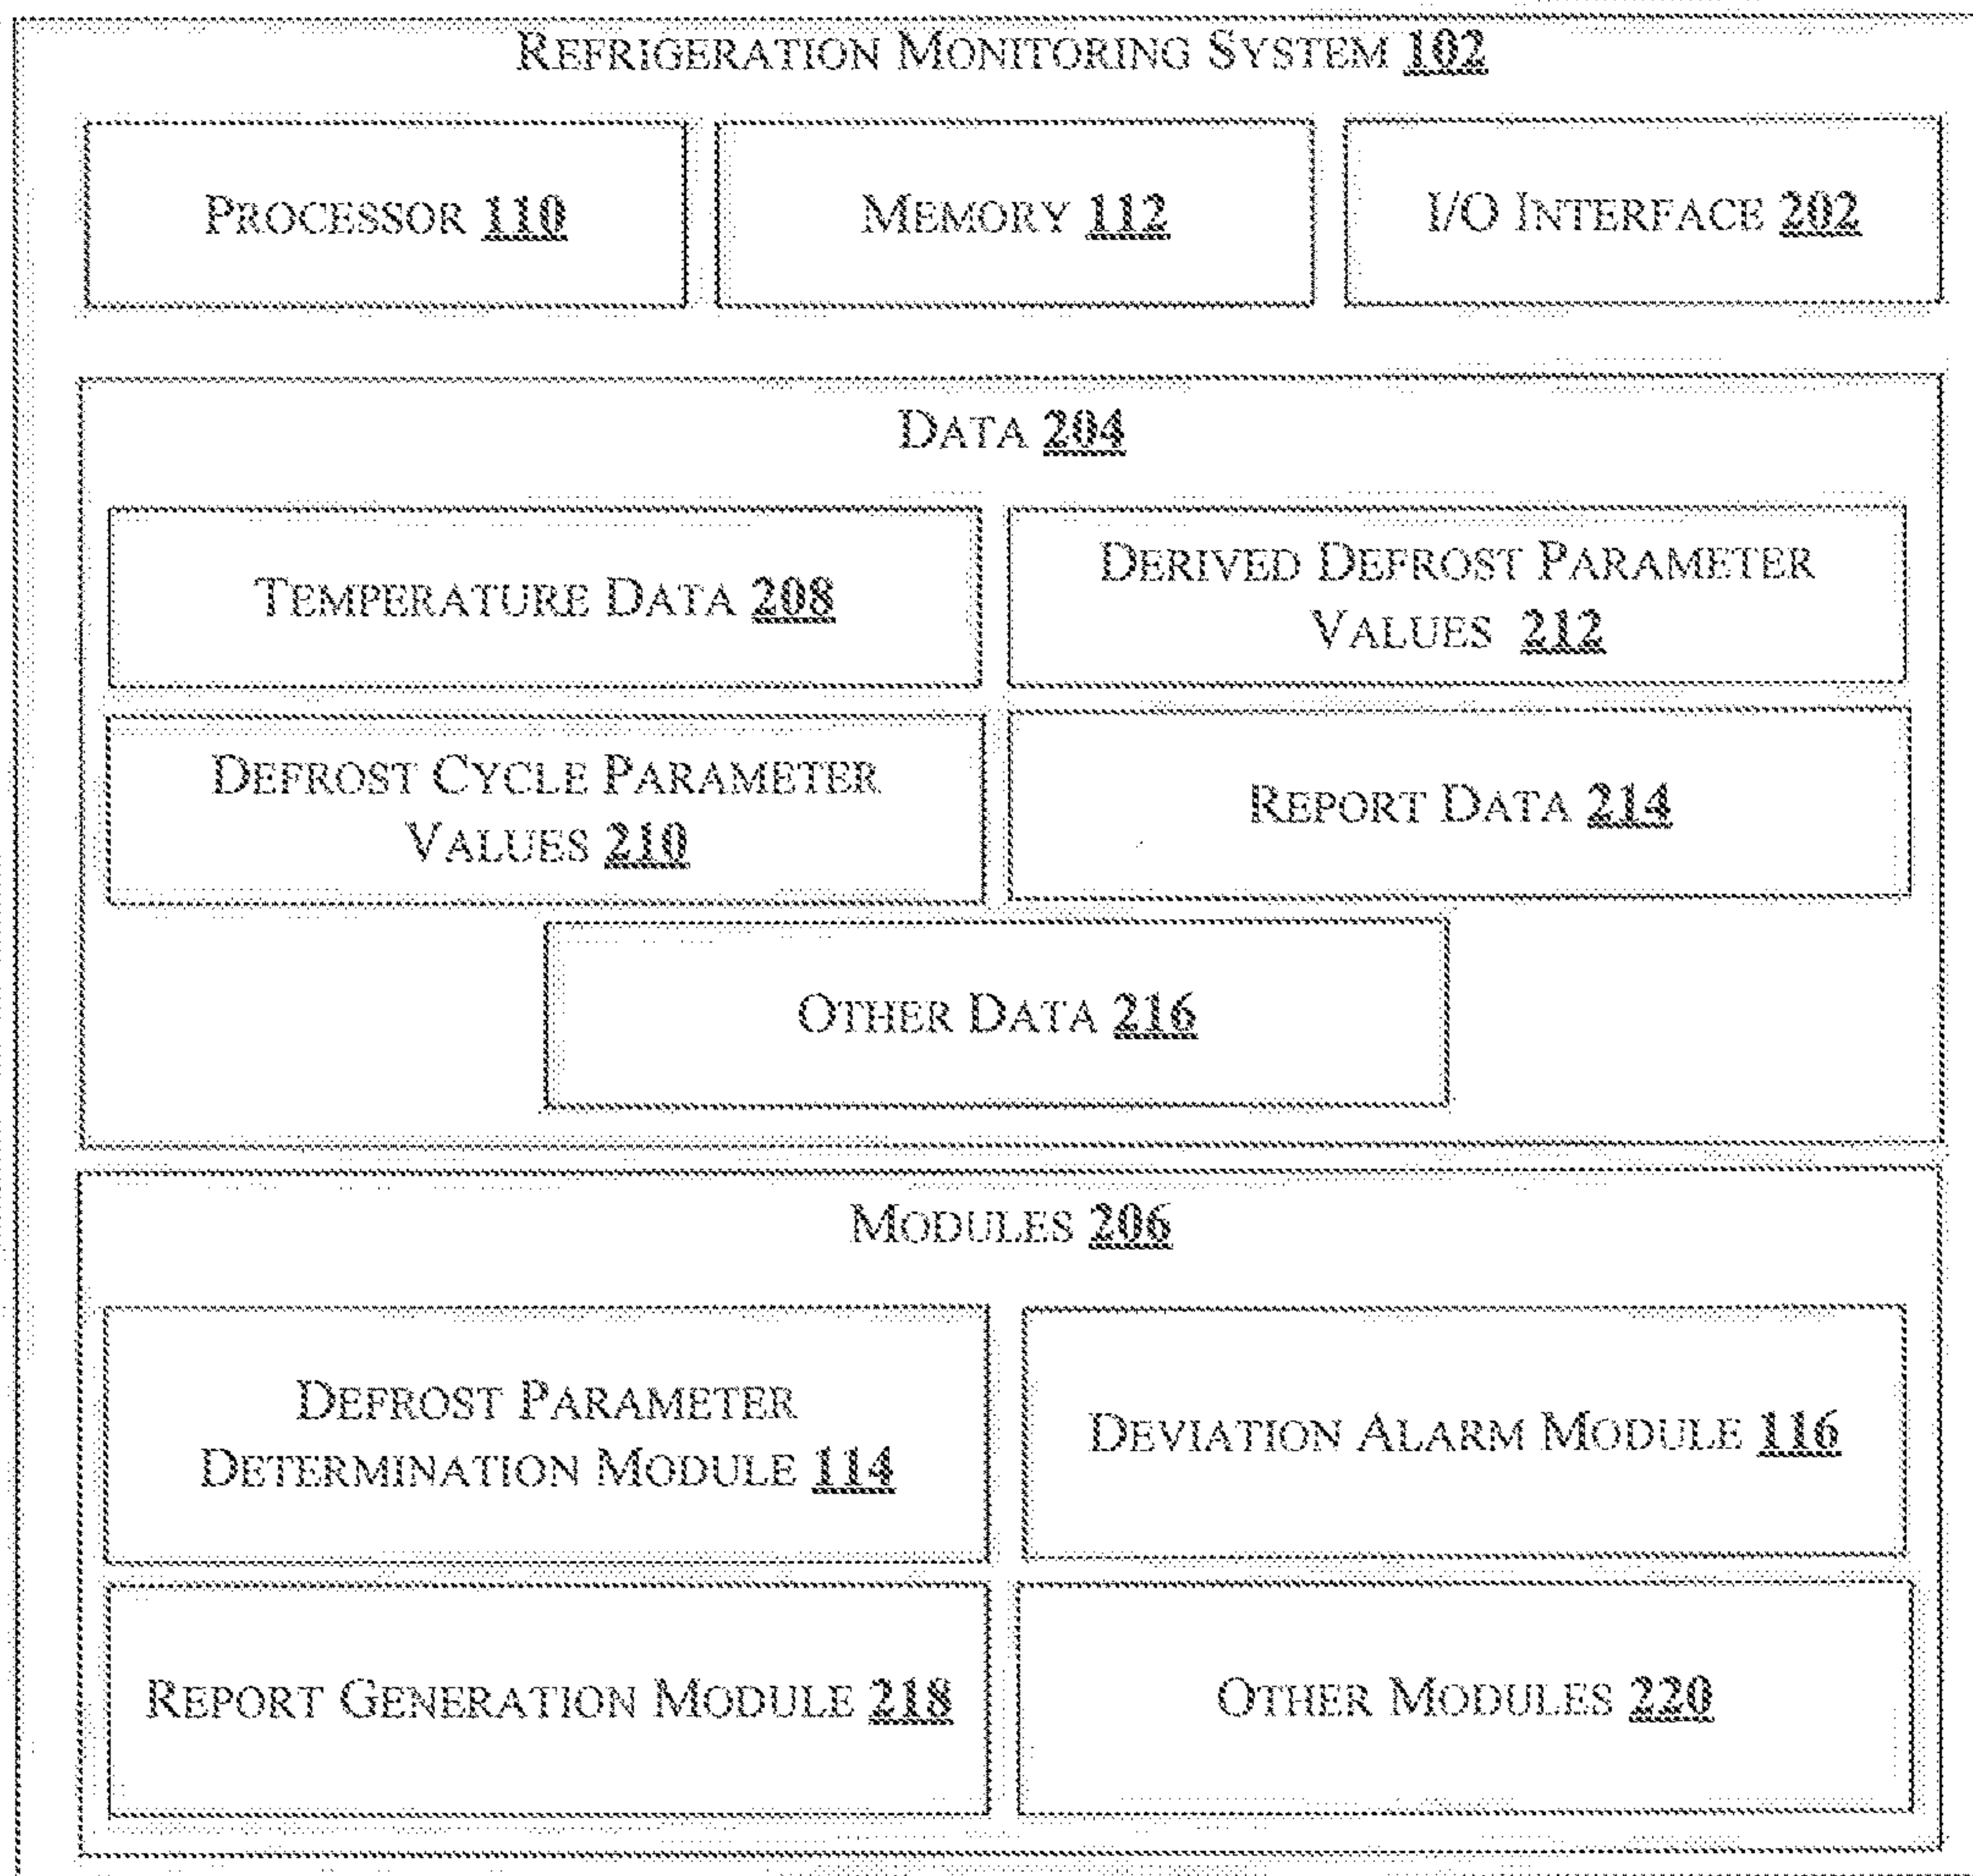 REFRIGERATION MONITORING SYSTEM 102
PROCESSOR 110
MEMORY 112
I/O INTERFACE 202
DATA 204
TEMPERATURE DATA 208
DERIVED DEFROST PARAMETER
VALUES 212
DEFROST CYCLE PARAMETER
VALUES 210
REPORT DATA 214
OTHER DATA 216
MODULES 206
DEFROST PARAMETER
DETERMINATION MODULE 114
DEVIATION ALARM MODULE 116
REPORT GENERATION MODULE 218
OTHER MODULES 220